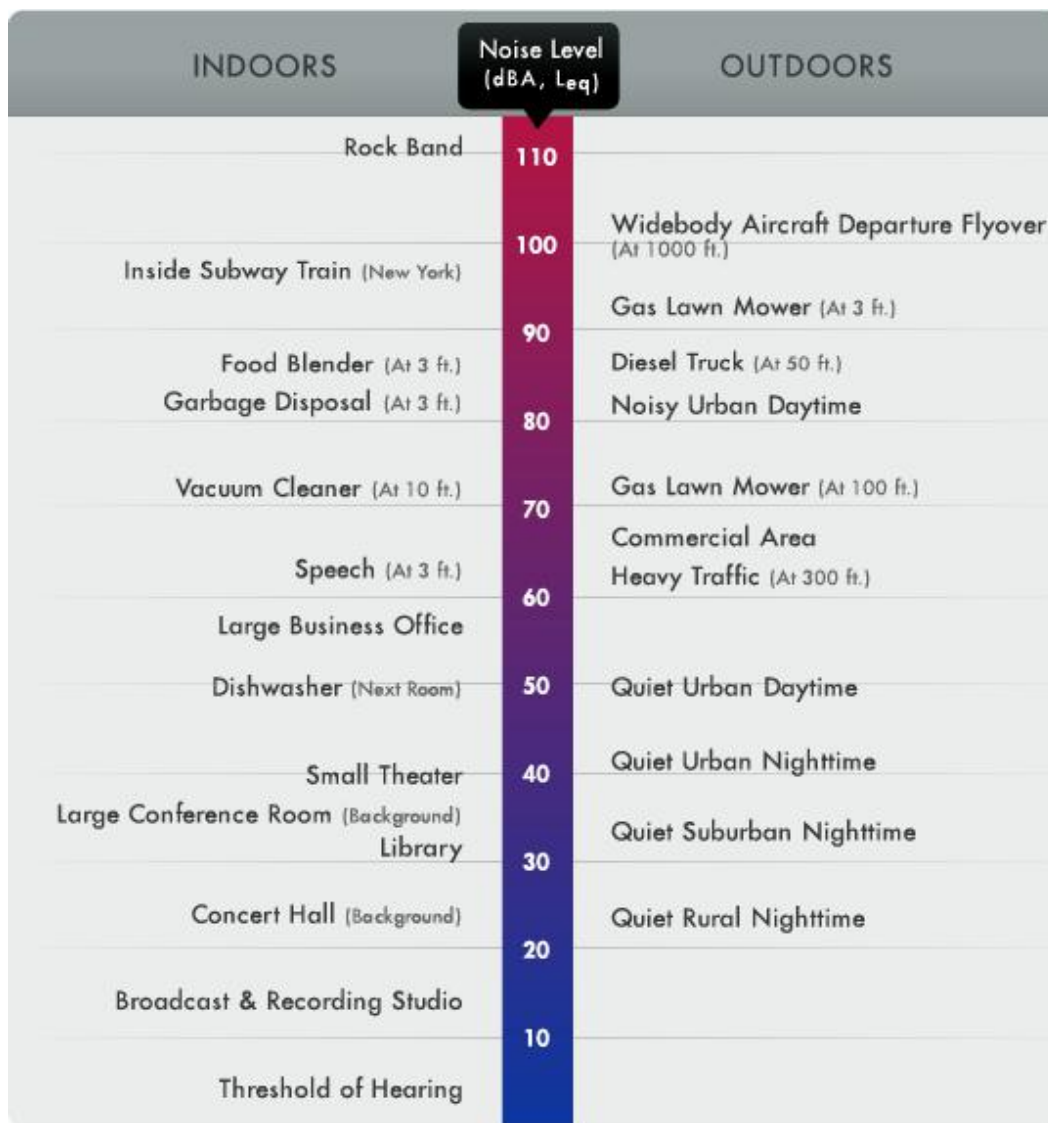 INDOORS
Noise Level
(dBA, Leq)
OUTDOORS
Rock Band
110
Widebody Aircraft Departure Flyover
100
(At 1000 ft.)
Inside Subway Train (New York)
Gas Lawn Mower (At 3 ft.)
90
Food Blender (At 3 ft.)
Diesel Truck (At 50 ft.)
Garbage Disposal (At 3 ft.)
Noisy Urban Daytime
80
Vacuum Cleaner (At 10 ft.)
Gas Lawn Mower (At 100 ft.)
70
Commercial Area
Speech (At 3 ft.)
Heavy Traffic (At 300 ft.)
60
Large Business Office
Dishwasher (Next Room)
50
Quiet Urban Daytime
Quiet Urban Nighttime
Small Theater
40
Large Conference Room (Background)
Quiet Suburban Nighttime
Library
30
Concert Hall (Background)
Quiet Rural Nighttime
20
Broadcast & Recording Studio
10
Threshold of Hearing